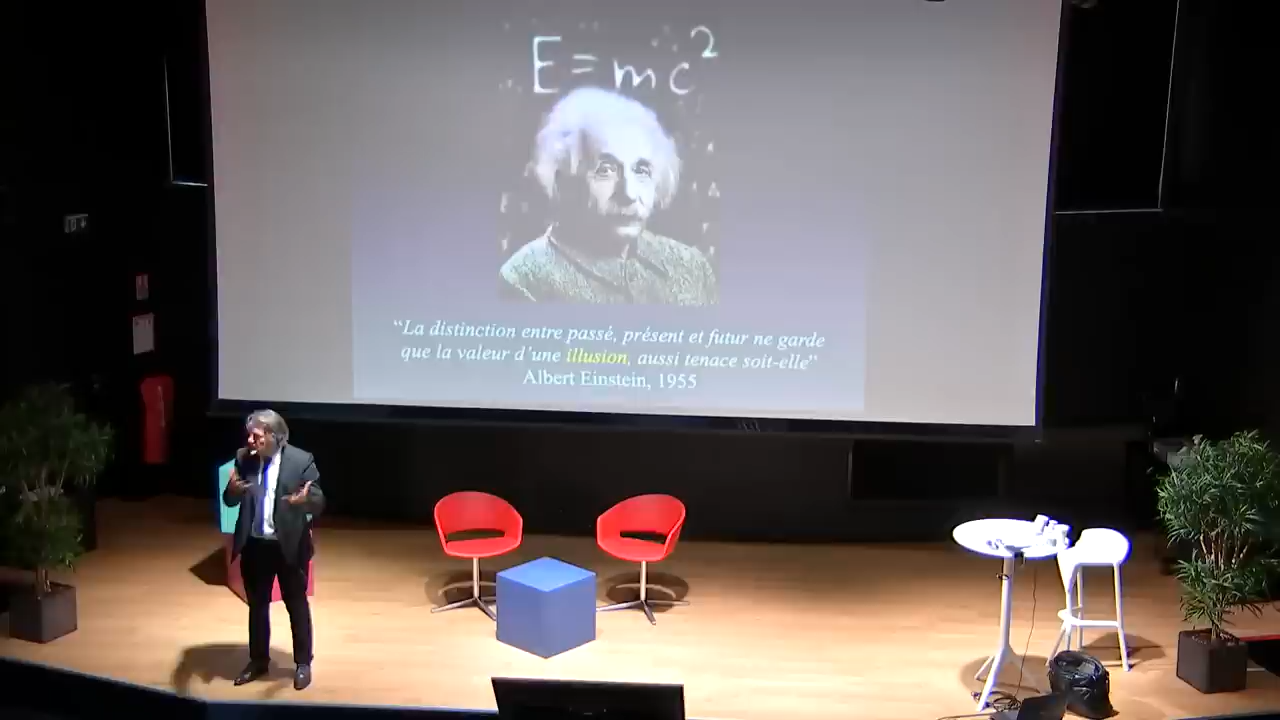 E=mc²
“La distinction entre passé, présent et futur ne garde
que la valeur d’une illusion, aussi tenace soit-elle“
Albert Einstein, 1955